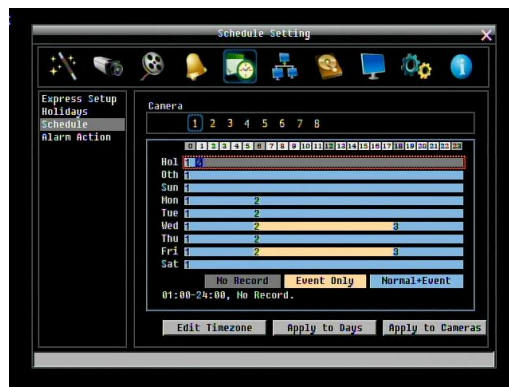 Schedule Setting
X
Express Setup
Holidays
Schedule
Alarm Action
Camera
1 2 3 4 5 6 7 8
0 1 2 3 4 5 6 7 8 9 10 11 12 13 14 15 16 17 18 19 20 21 22 23
Hol 1 0
Oth 1
Sun 1
Mon 1 2
Tue 1 2
Wed 1 2 3
Thu 1 2
Fri 1 2 3
Sat 1
No Record Event Only Normal+Event
01:00-24:00, No Record.
Edit Timezone Apply to Days Apply to Cameras